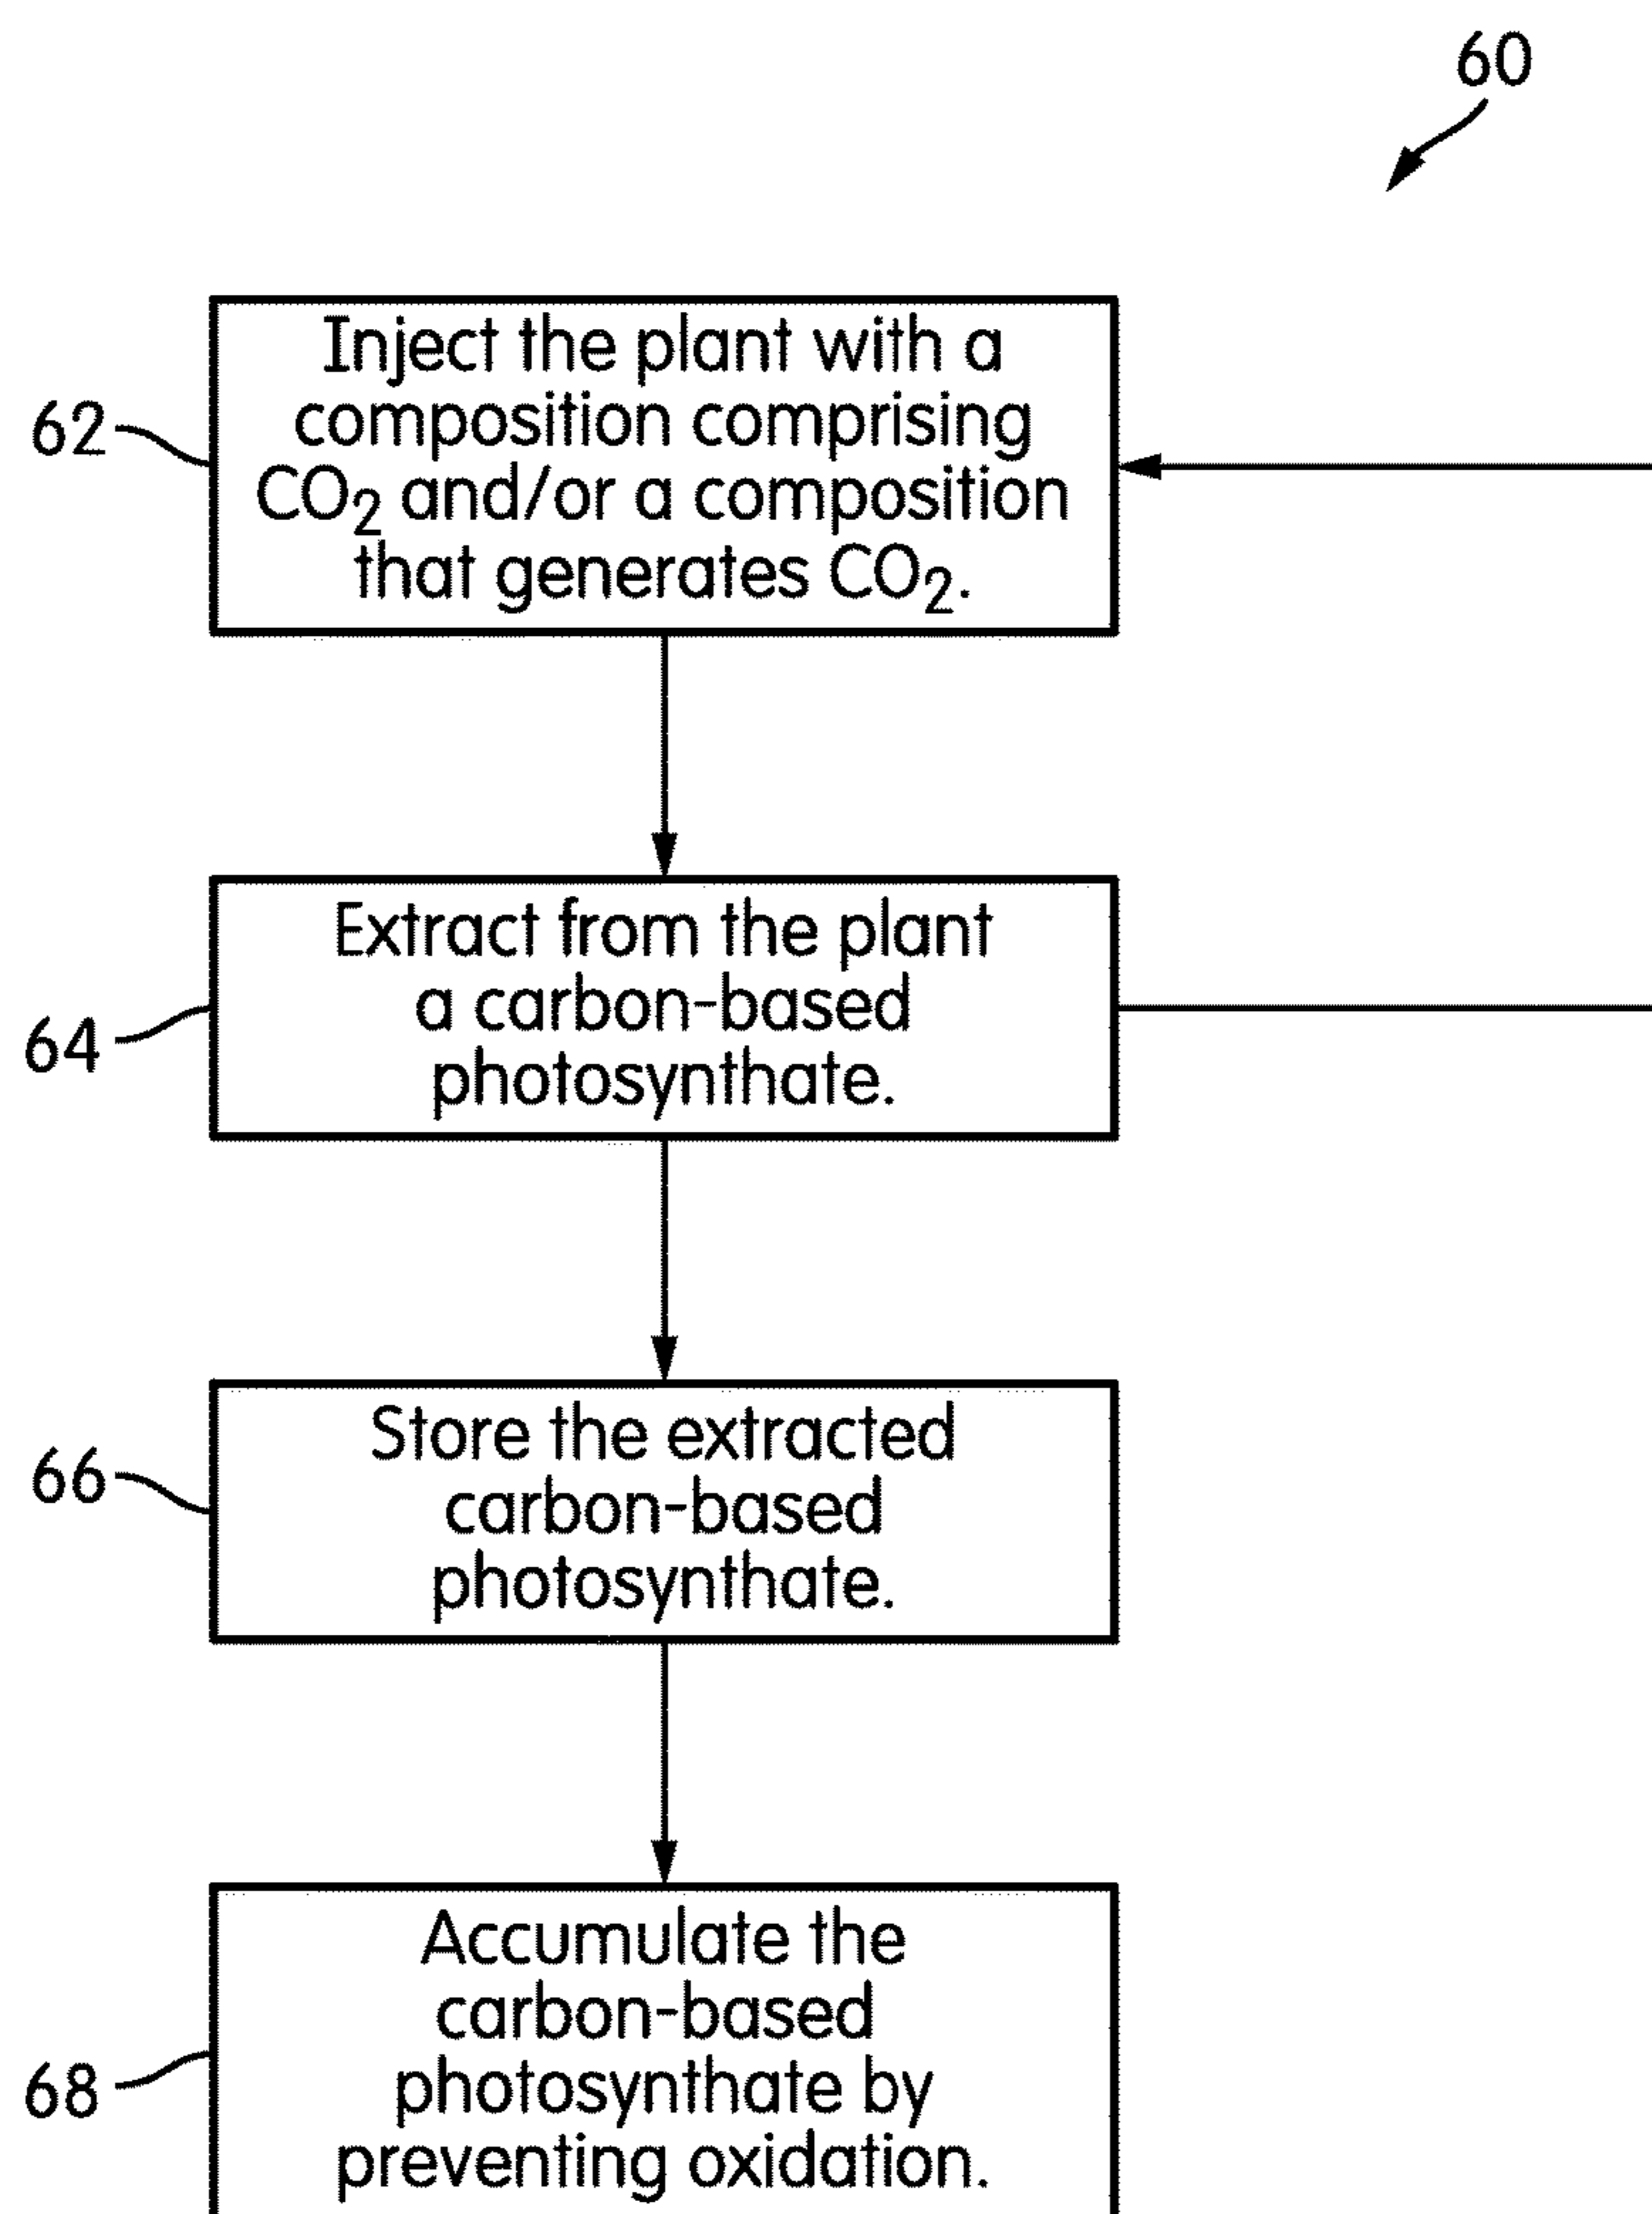 60
Inject the plant with a
composition comprising
CO₂ and/or a composition
that generates CO₂.
62
Extract from the plant
a carbon-based
photosynthate.
64
Store the extracted
carbon-based
photosynthate.
66
Accumulate the
carbon-based
photosynthate by
preventing oxidation.
68